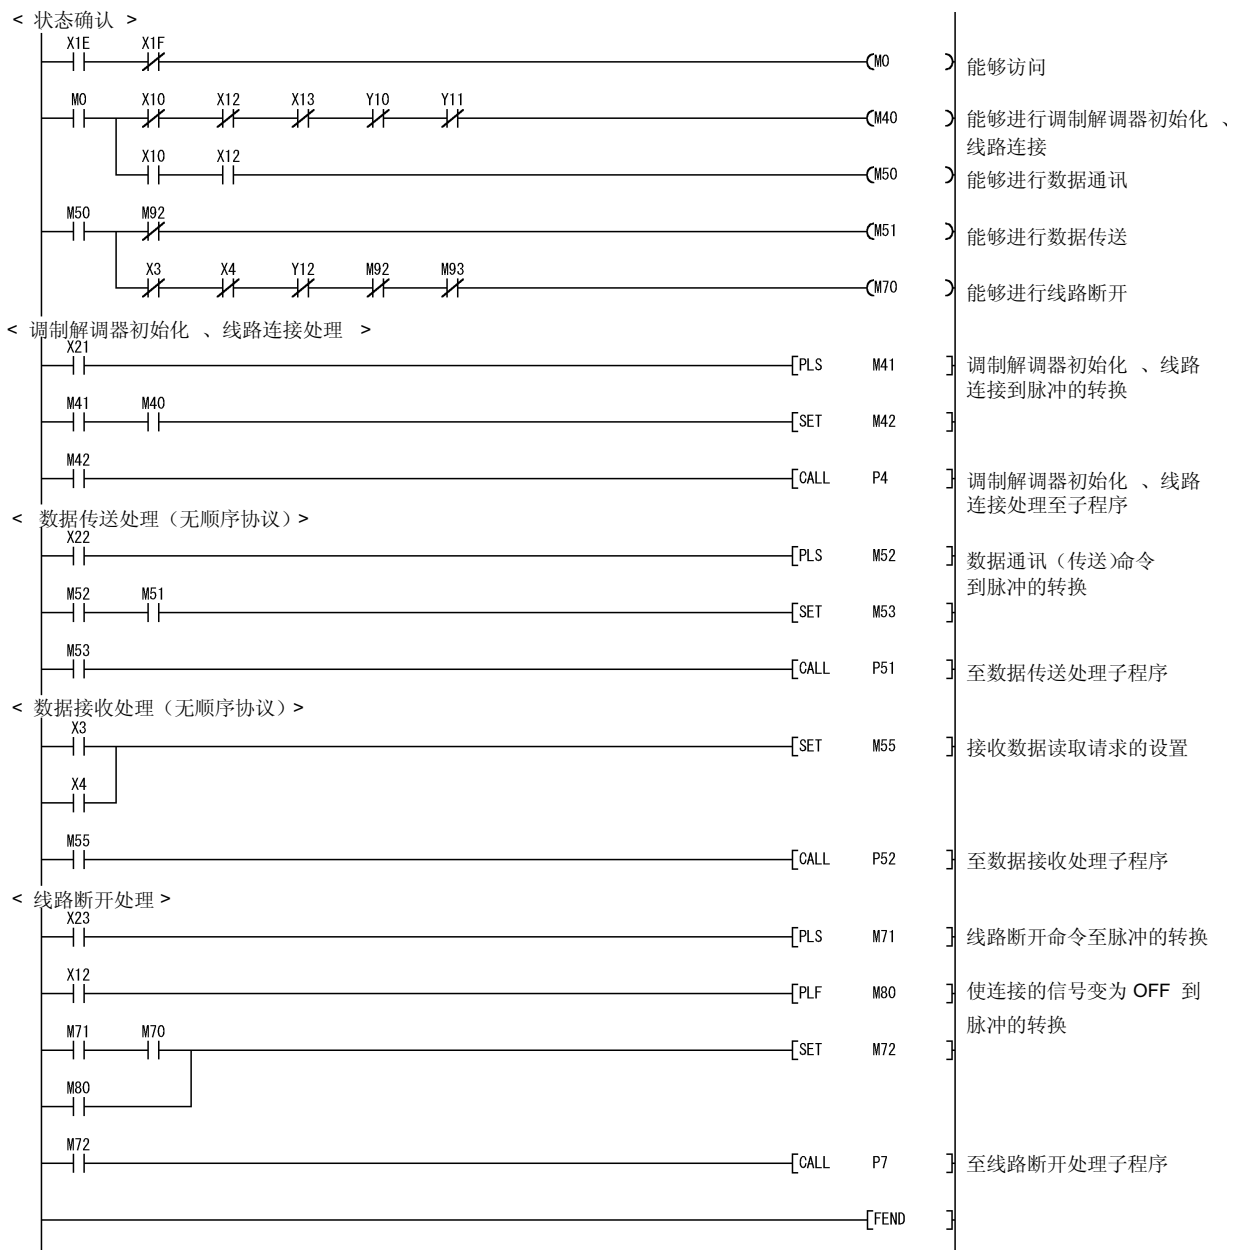 < 状态确认 >
X1E X1F
(M0 ) 能够访问
M0 X10 X12 X13 Y10 Y11
(M40 ) 能够进行调制解调器初始化 、
线路连接
X10 X12
(M50 ) 能够进行数据通讯
M50 M92
(M51 ) 能够进行数据传送
X3 X4 Y12 M92 M93
(M70 ) 能够进行线路断开
< 调制解调器初始化 、线路连接处理 >
X21
[PLS M41 ] 调制解调器初始化 、线路
连接到脉冲的转换
M41 M40
[SET M42 ]
M42
[CALL P4 ] 调制解调器初始化 、线路
连接处理至子程序
< 数据传送处理（无顺序协议）>
X22
[PLS M52 ] 数据通讯（传送)命令
到脉冲的转换
M52 M51
[SET M53 ]
M53
[CALL P51 ] 至数据传送处理子程序
< 数据接收处理（无顺序协议）>
X3
[SET M55 ] 接收数据读取请求的设置
X4
M55
[CALL P52 ] 至数据接收处理子程序
< 线路断开处理 >
X23
[PLS M71 ] 线路断开命令至脉冲的转换
X12
[PLF M80 ] 使连接的信号变为 OFF 到
脉冲的转换
M71 M70
[SET M72 ]
M80
M72
[CALL P7 ] 至线路断开处理子程序
[FEND ]